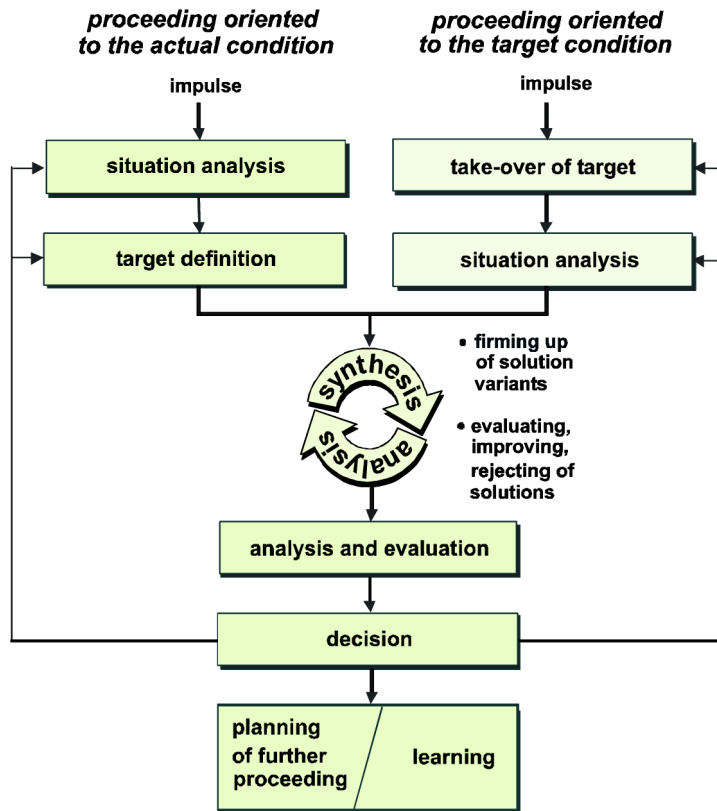 proceeding oriented
to the actual condition
proceeding oriented
to the target condition
impulse
impulse
situation analysis
take-over of target
target definition
situation analysis
synthesis
analysis
• firming up
of solution
variants
• evaluating,
improving,
rejecting of
solutions
analysis and evaluation
decision
planning
of further
proceeding
learning